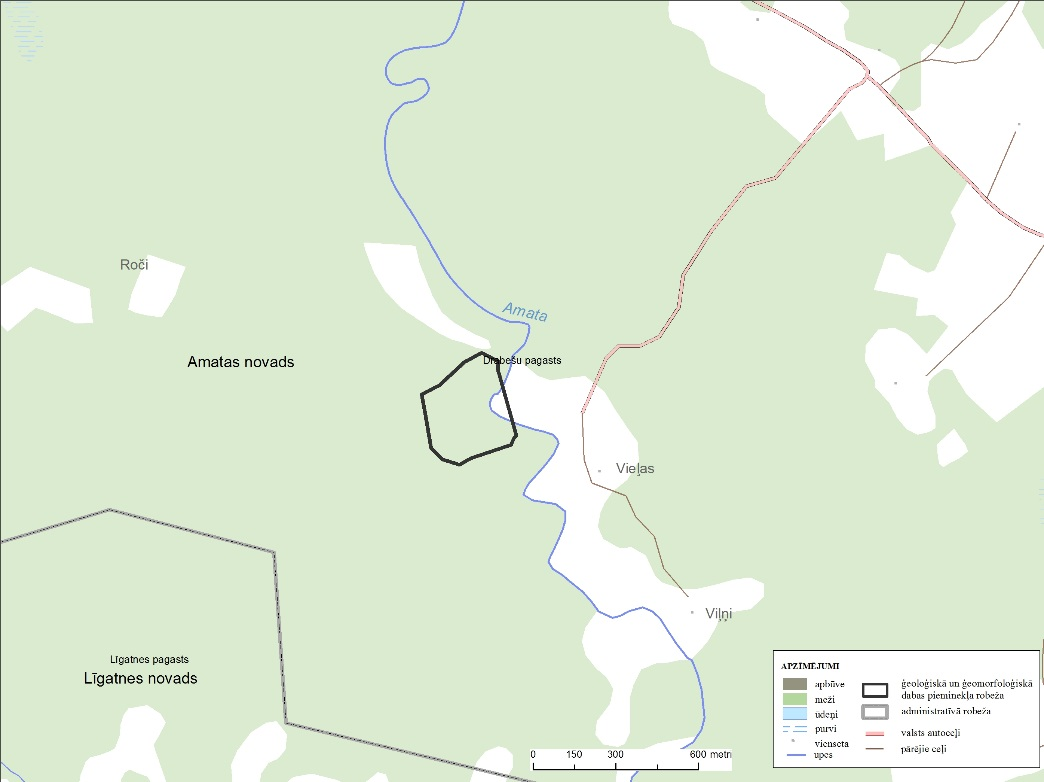 Roči
Amata
Drabešu pagasts
Amatas novads
Vieļas
Viļņi
Līgatnes pagasts
Līgatnes novads
APZĪMĒJUMI
apbūve
meži
ūdeņi
purvi
viensēta
upes
ģeoloģiskā un ģeomorfoloģiskā
dabas pieminekļa robeža
administratīvā robeža
valsts autoceļi
pārējie ceļi
0 150 300 600 metri